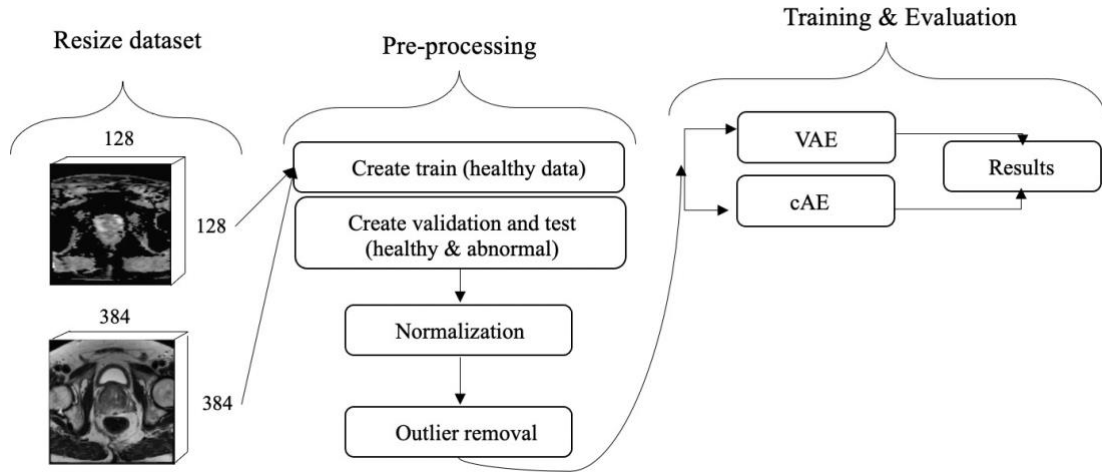 Resize dataset
128
128
384
384
Pre-processing
Create train (healthy data)
Create validation and test
(healthy & abnormal)
Normalization
Outlier removal
Training & Evaluation
VAE
cAE
Results